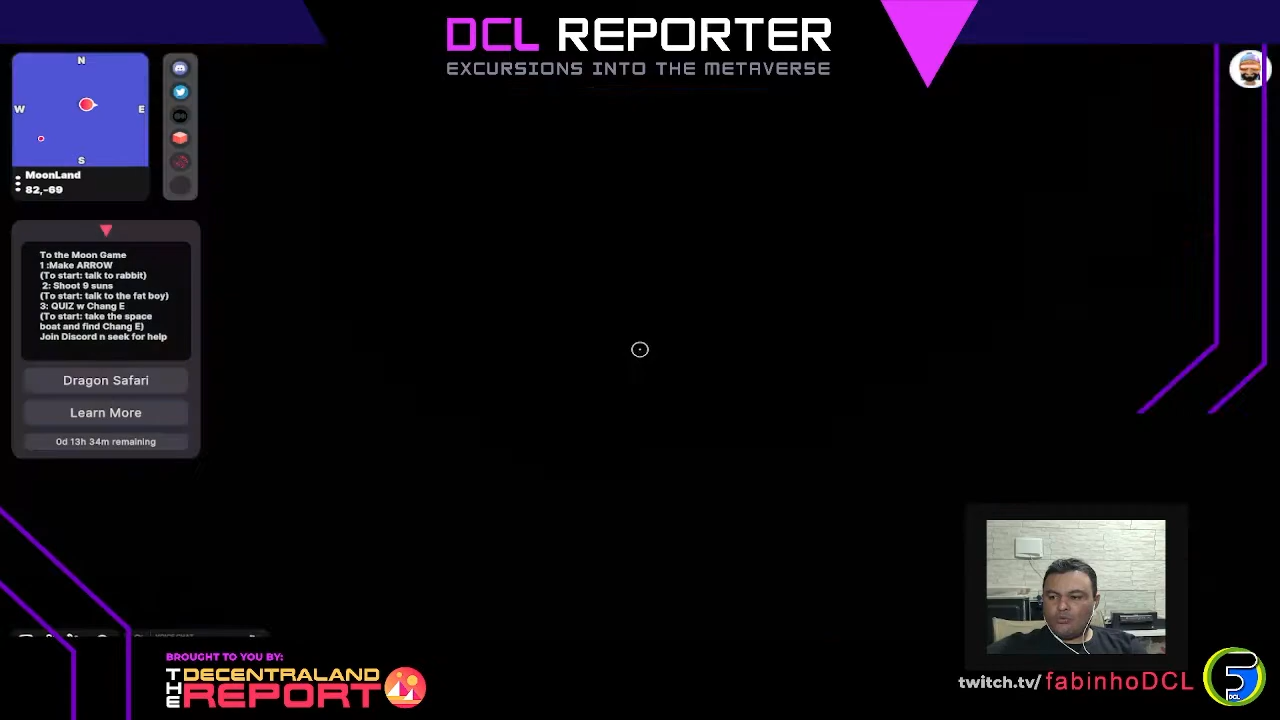 DCL REPORTER
EXCURSIONS INTO THE METAVERSE
N
W
E
S
MoonLand
82,-69
To the Moon Game
1 :Make ARROW
(To start: talk to rabbit)
2: Shoot 9 suns
(To start: talk to the fat boy)
3: QUIZ w Chang E
(To start: take the space
boat and find Chang E)
Join Discord n seek for help
Dragon Safari
Learn More
0d 13h 34m remaining
BROUGHT TO YOU BY:
THE DECENTRALAND
REPORT
twitch.tv/fabinhoDCL
DCL